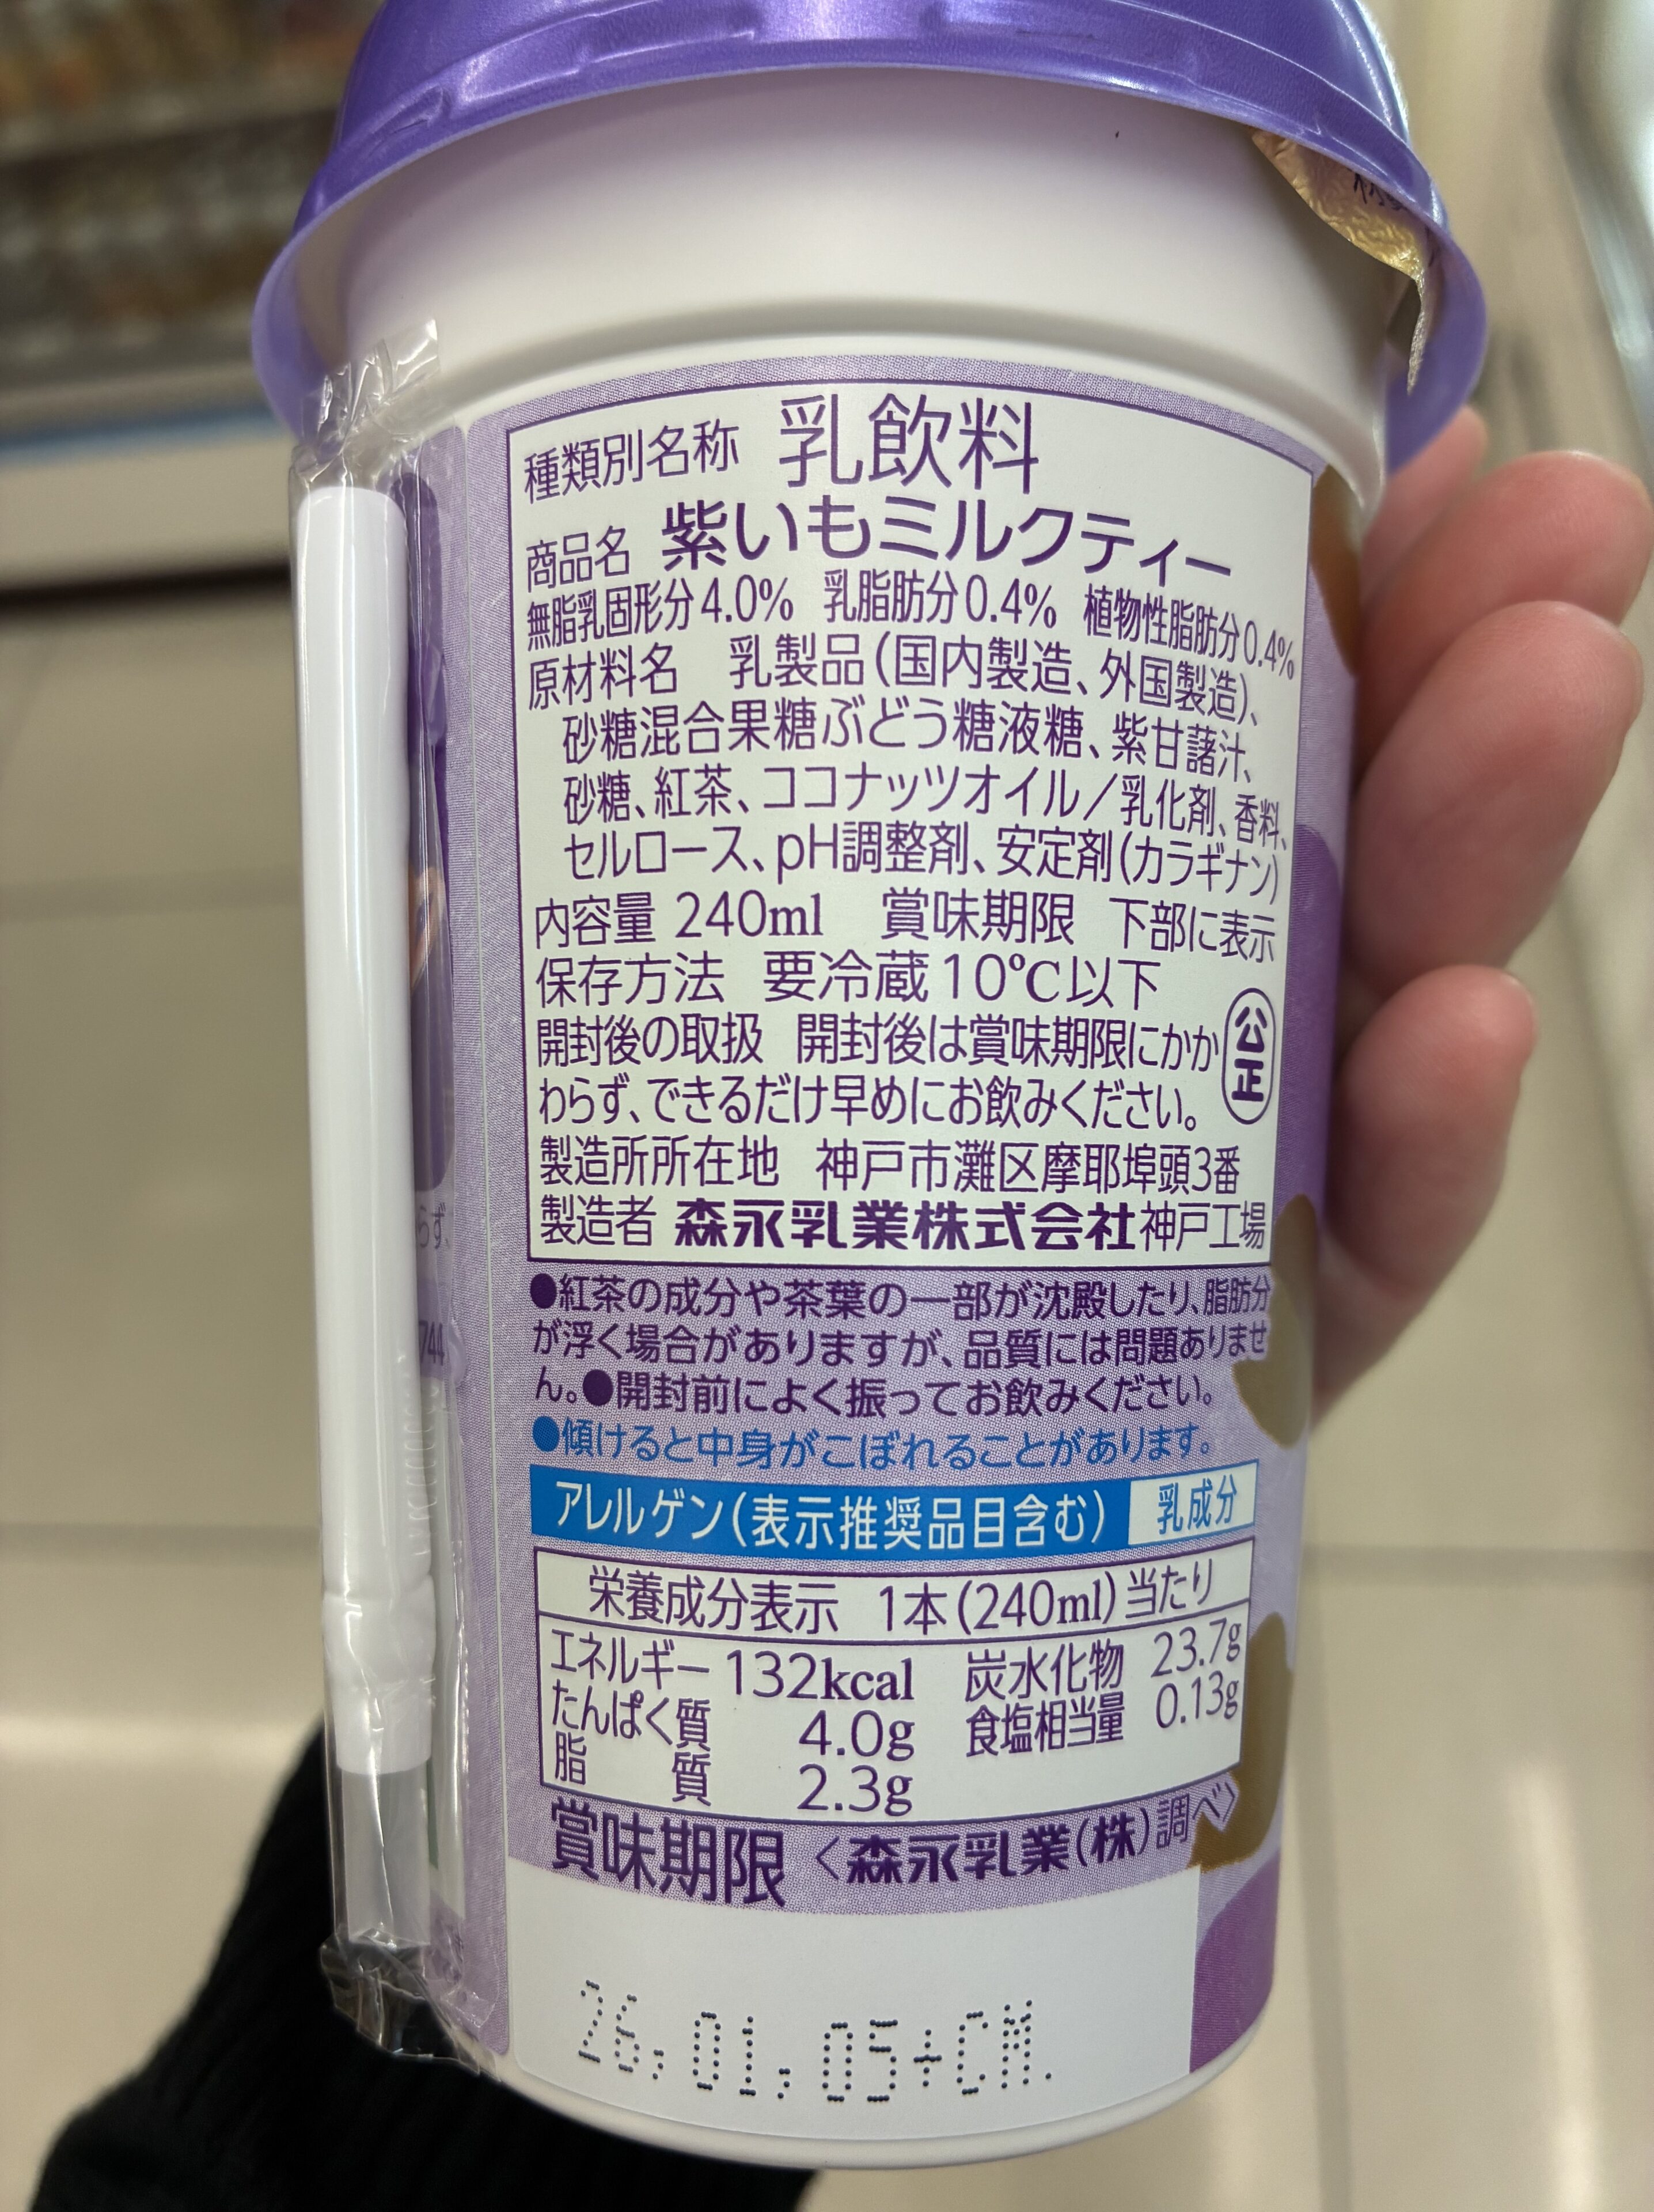 種類別名称 乳飲料
商品名 紫いもミルクティー
無脂乳固形分4.0% 乳脂肪分0.4% 植物性脂肪分0.4%
原材料名 乳製品(国内製造、外国製造)、
砂糖混合果糖ぶどう糖液糖、紫甘藷汁、
砂糖、紅茶、ココナッツオイル/乳化剤、香料、
セルロース、pH調整剤、安定剤(カラギナン)
内容量 240ml 賞味期限 下部に表示
保存方法 要冷蔵10℃以下
開封後の取扱 開封後は賞味期限にかか
わらず、できるだけ早めにお飲みください。
公正
製造所所在地 神戸市灘区摩耶埠頭3番
製造者 森永乳業株式会社神戸工場
●紅茶の成分や茶葉の一部が沈殿したり、脂肪分
が浮く場合がありますが、品質には問題ありませ
ん。●開封前によく振ってお飲みください。
●傾けると中身がこぼれることがあります。
アレルゲン(表示推奨品目含む) 乳成分
栄養成分表示 1本(240ml)当たり
エネルギー 132kcal 炭水化物 23.7g
たんぱく質 4.0g 食塩相当量 0.13g
脂質 2.3g
賞味期限 〈森永乳業(株)調べ〉
26,01,05+CM.
らず、
744